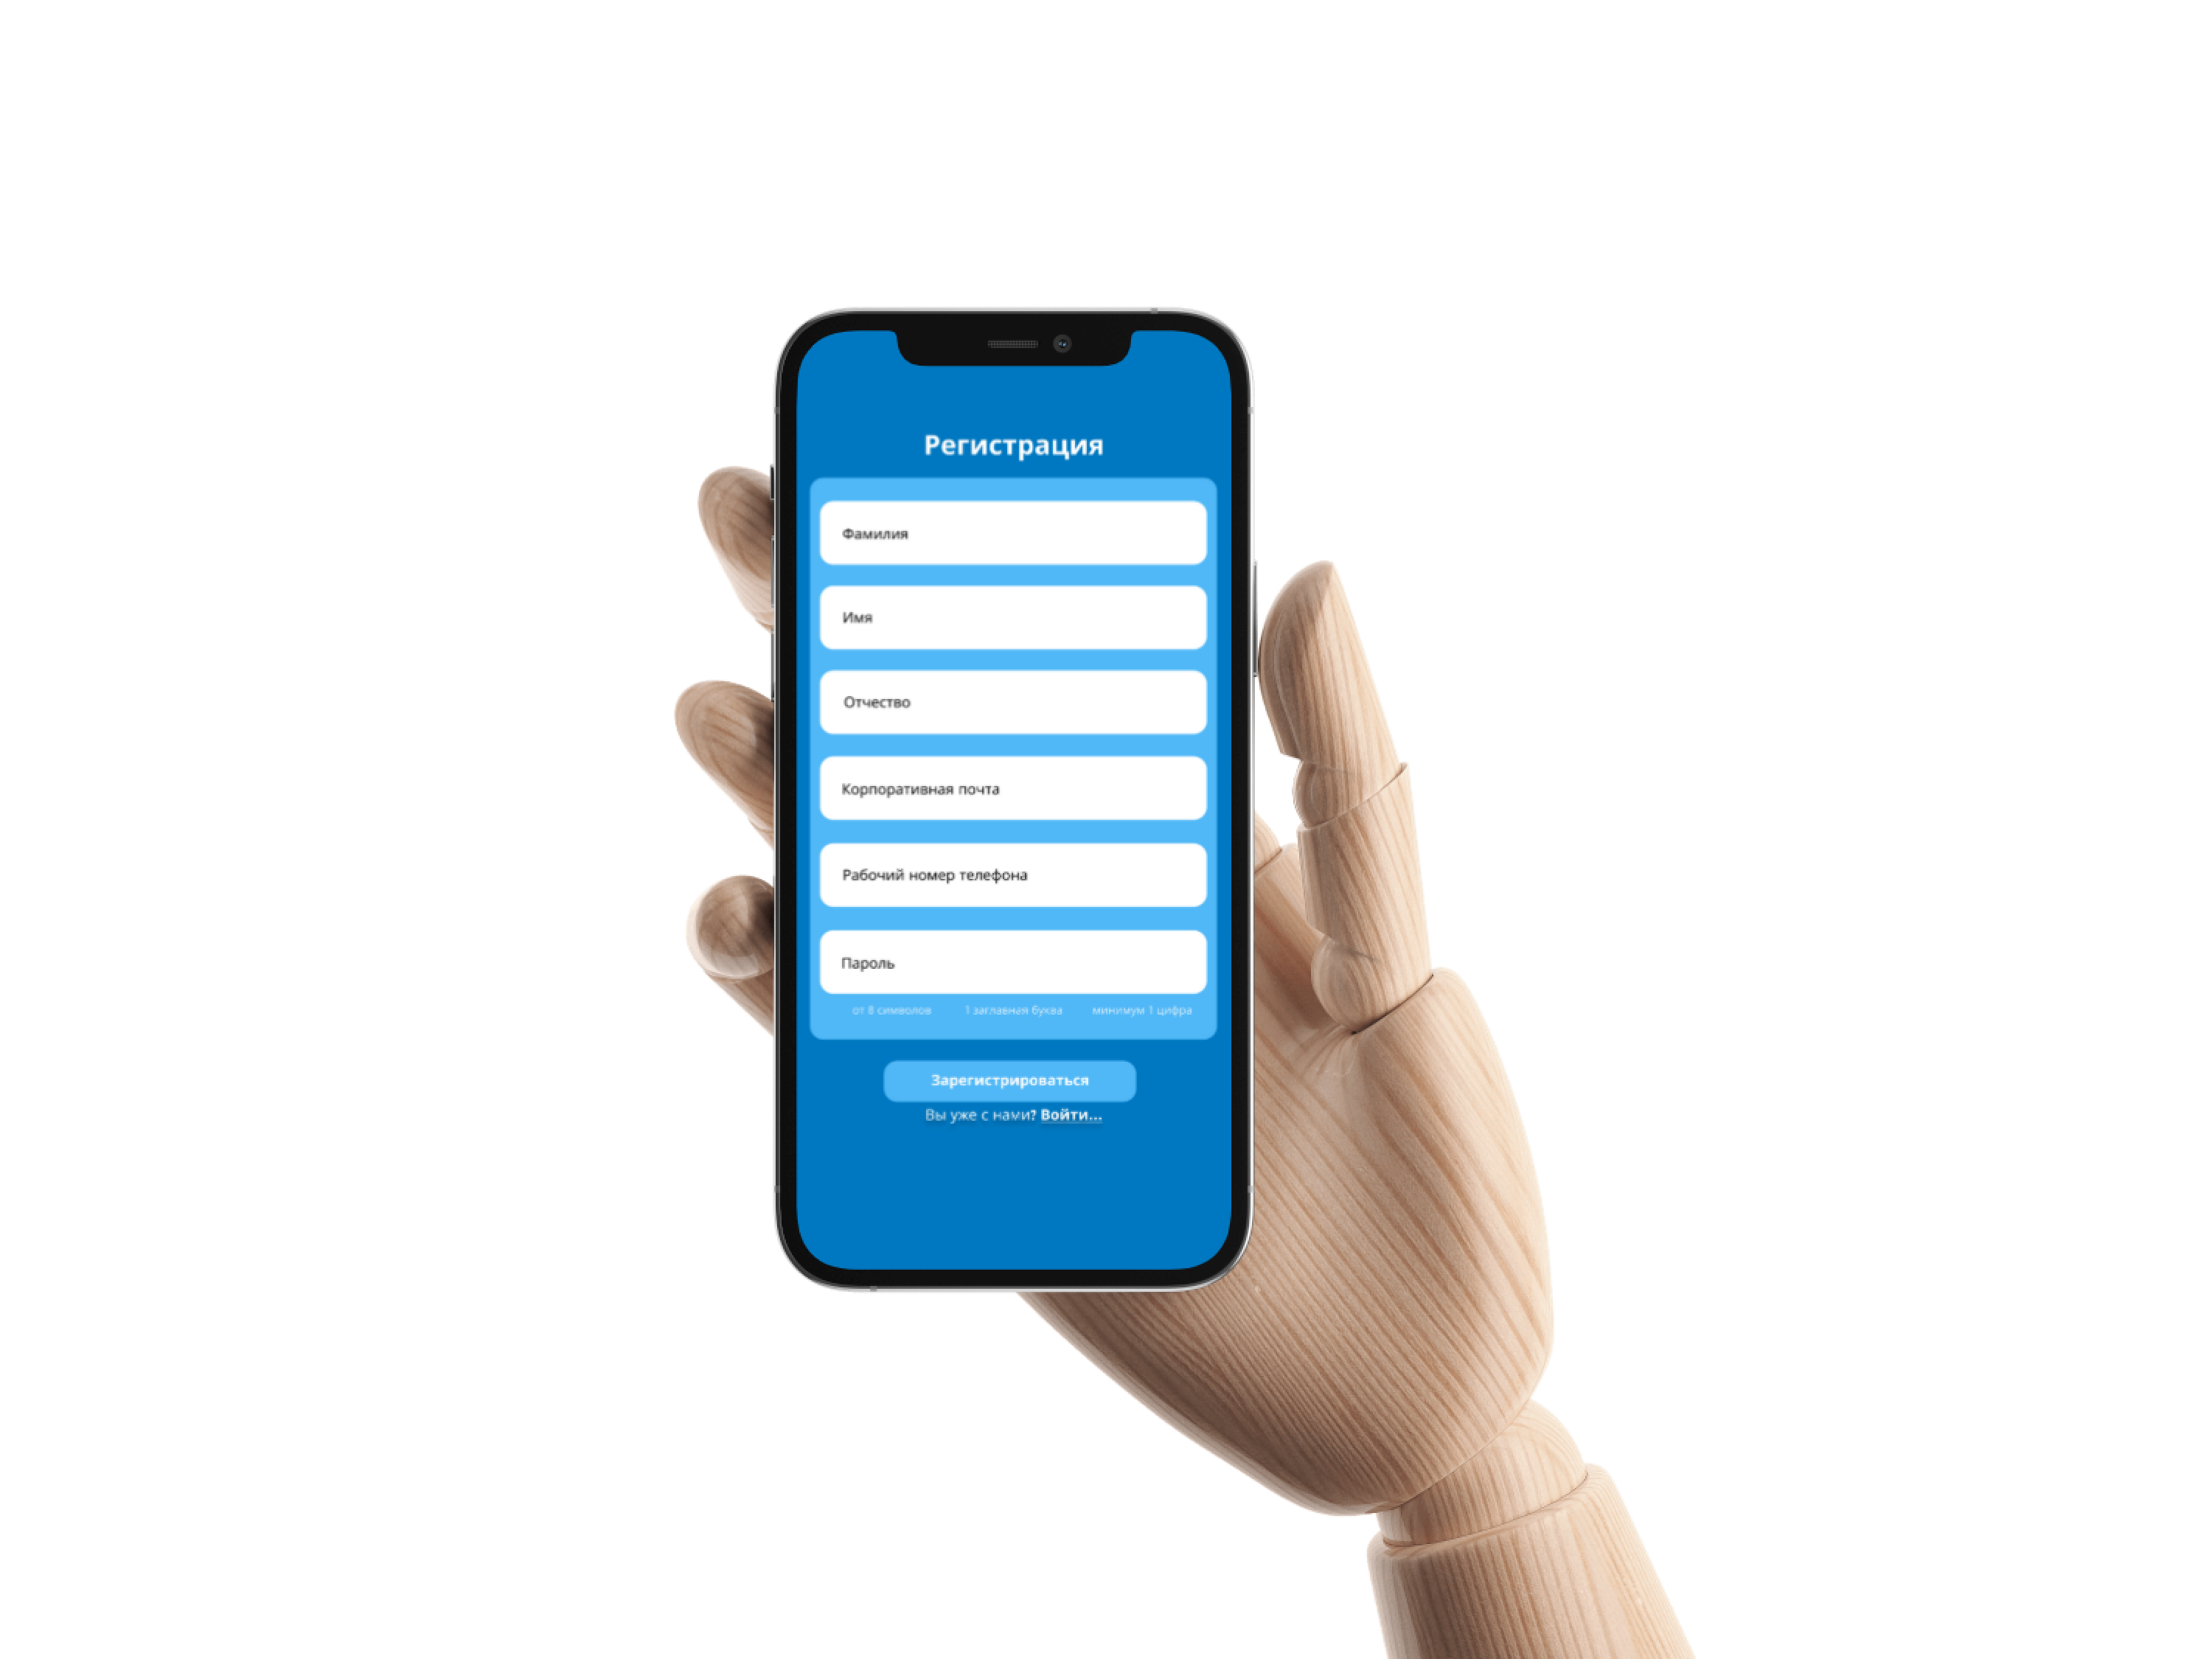 Регистрация
Фамилия
Имя
Отчество
Корпоративная почта
Рабочий номер телефона
Пароль
от 8 символов 1 заглавная буква минимум 1 цифра
Зарегистрироваться
Вы уже с нами? Войти...